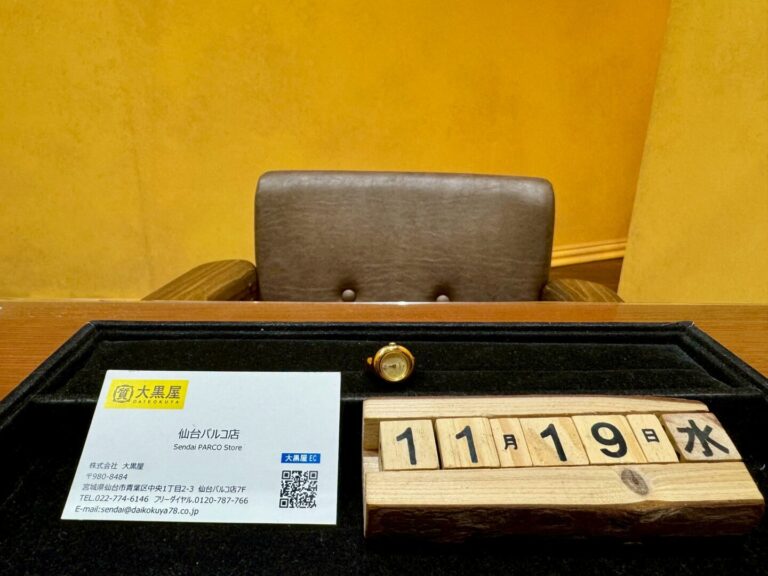 大黒屋
DAIKOKUYA
仙台パルコ店
Sendai PARCO Store
大黒屋 EC
株式会社 大黒屋
〒980-8484
宮城県仙台市青葉区中央1丁目2-3 仙台パルコ店7F
TEL.022-774-6146 フリーダイヤル.0120-787-766
E-mail:sendai@daikokuya78.co.jp
11月19日水